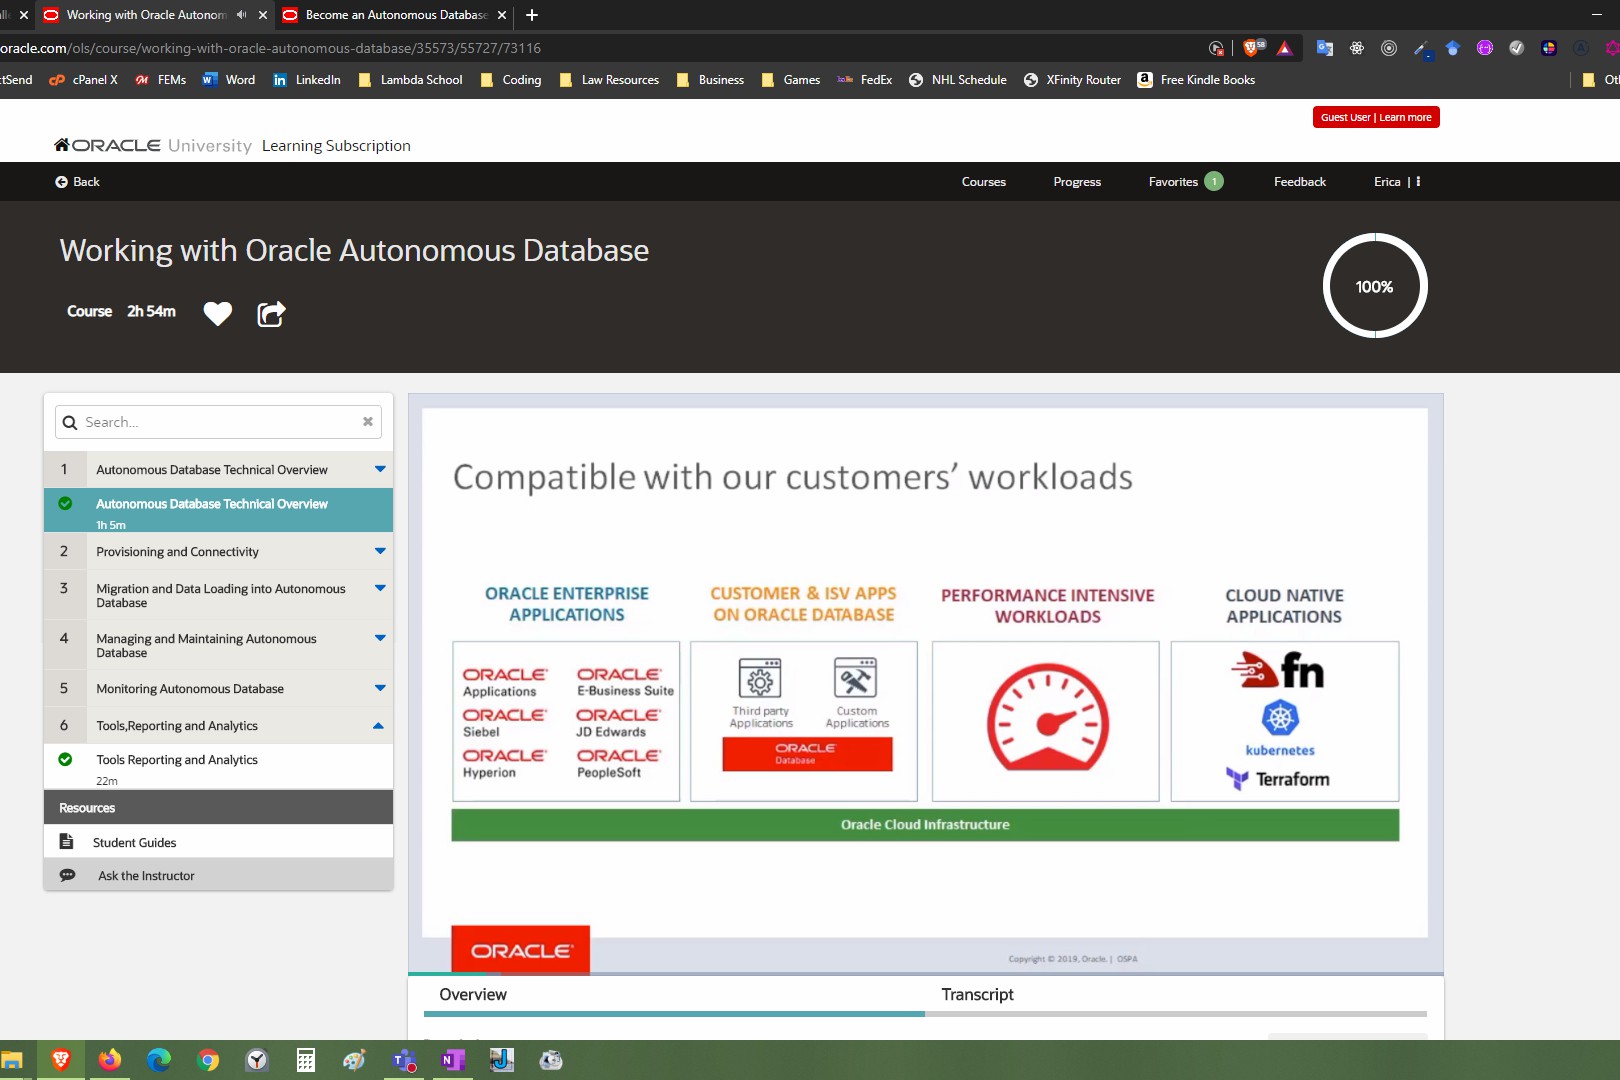 Working with Oracle Autonom
Become an Autonomous Database
oracle.com/ols/course/working-with-oracle-autonomous-database/35573/55727/73116
58
ctSend
cPanel X
FEMs
Word
LinkedIn
Lambda School
Coding
Law Resources
Business
Games
FedEx
NHL Schedule
XFinity Router
Free Kindle Books
Guest User | Learn more
ORACLE University Learning Subscription
Back
Courses
Progress
Favorites 1
Feedback
Erica |
Working with Oracle Autonomous Database
Course 2h 54m
100%
Search...
1 Autonomous Database Technical Overview
Autonomous Database Technical Overview
1h 5m
2 Provisioning and Connectivity
3 Migration and Data Loading into Autonomous
Database
4 Managing and Maintaining Autonomous
Database
5 Monitoring Autonomous Database
6 Tools,Reporting and Analytics
Tools Reporting and Analytics
22m
Resources
Student Guides
Ask the Instructor
Compatible with our customers’ workloads
ORACLE ENTERPRISE
APPLICATIONS
ORACLE
Applications
ORACLE
E-Business Suite
ORACLE
Siebel
ORACLE
JD Edwards
ORACLE
Hyperion
ORACLE
PeopleSoft
CUSTOMER & ISV APPS
ON ORACLE DATABASE
Third party
Applications
Custom
Applications
ORACLE
Database
PERFORMANCE INTENSIVE
WORKLOADS
CLOUD NATIVE
APPLICATIONS
fn
kubernetes
Terraform
Oracle Cloud Infrastructure
ORACLE
Copyright © 2019, Oracle. | OSPA
Overview
Transcript